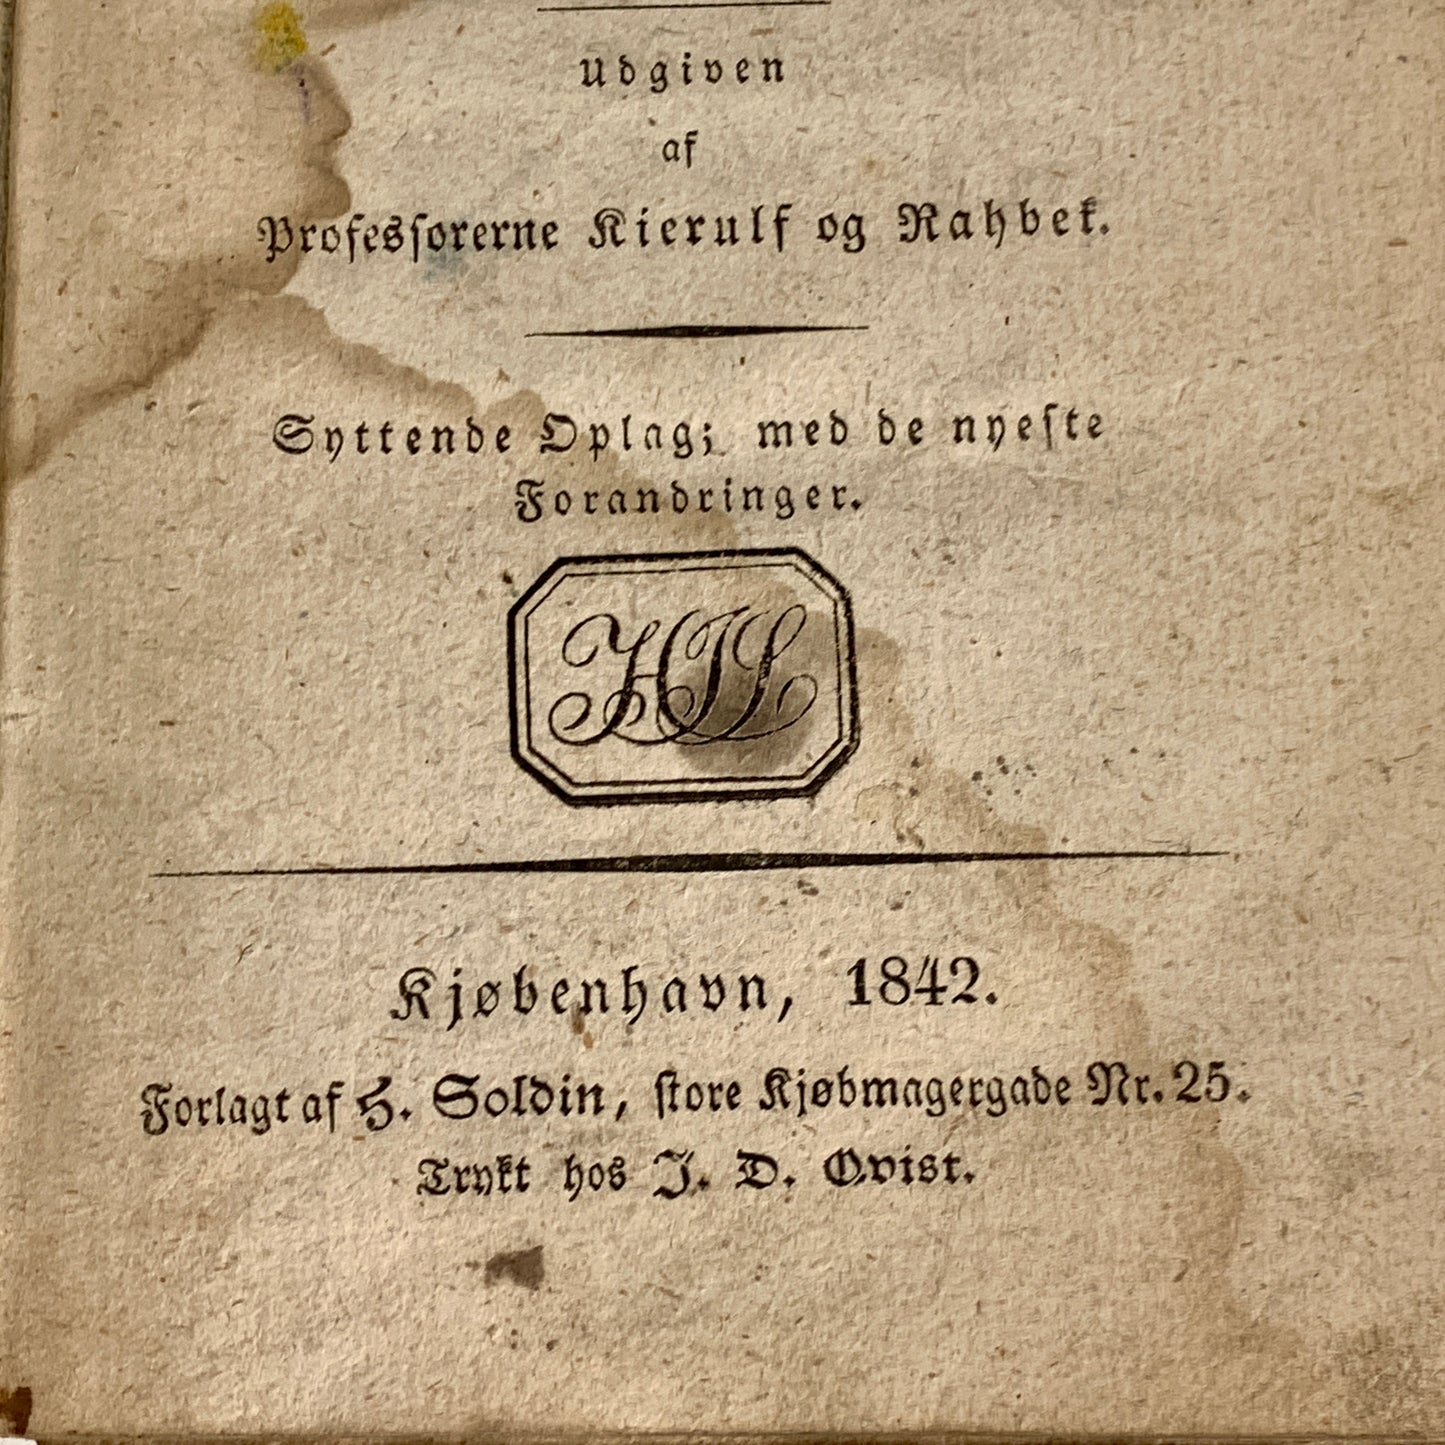 Udgiven
af
Professorerne Kierulf og Rahbek.
Syttende Oplag; med de nyeste
Forandringer.
HIL
Kjøbenhavn, 1842.
Forlagt af H. Soldin, store Kjøbmagergade Nr. 25.
Trykt hos J. D. Qvist.